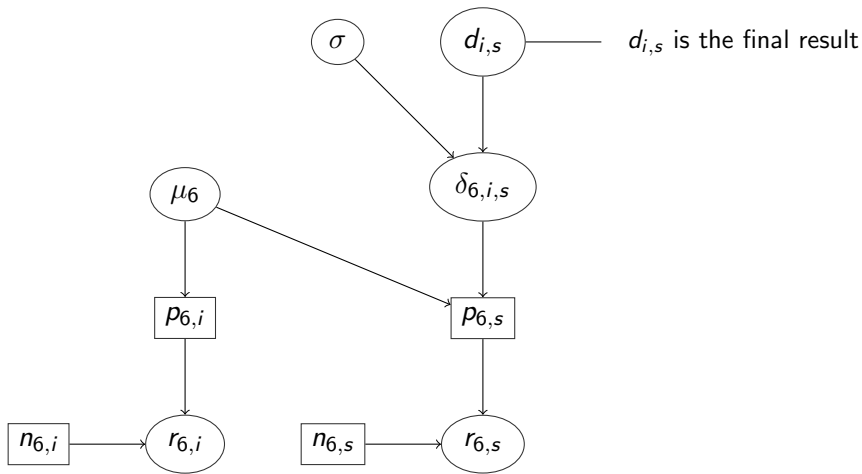 σ
d_{i,s}
d_{i,s} is the final result
μ_6
δ_{6,i,s}
p_{6,i}
p_{6,s}
n_{6,i}
r_{6,i}
n_{6,s}
r_{6,s}